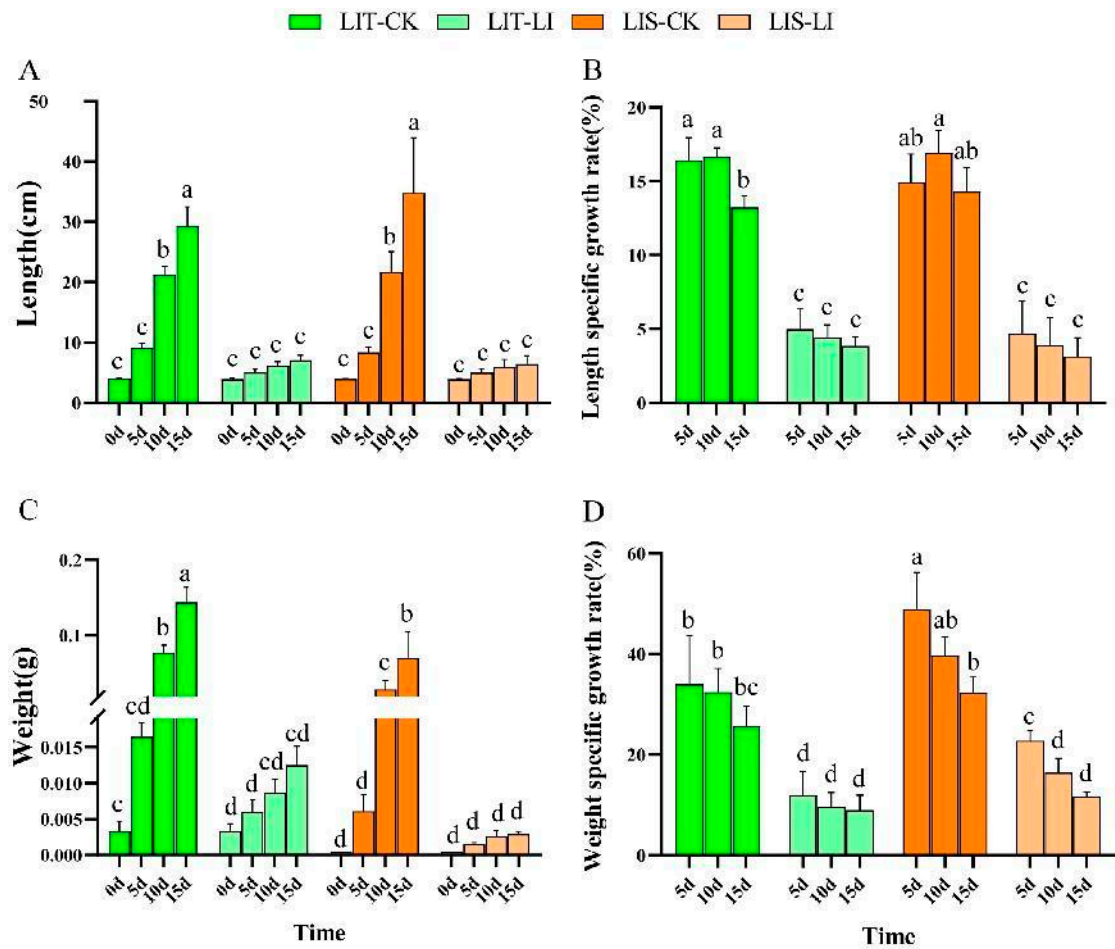 LIT-CK LIT-LI LIS-CK LIS-LI
A
Length(cm)
50
40
30
20
10
0
c c b a
c c c c
c c b a
c c c c
0d 5d 10d 15d 0d 5d 10d 15d 0d 5d 10d 15d 0d 5d 10d 15d
B
Length specific growth rate(%)
20
15
10
5
0
a a b
c c c
ab a ab
c c c
5d 10d 15d 5d 10d 15d 5d 10d 15d 5d 10d 15d
C
Weight(g)
0.2
0.1
0.015
0.010
0.005
0.000
c cd b a
d d cd cd
d d c b
d d d d
0d 5d 10d 15d 0d 5d 10d 15d 0d 5d 10d 15d 0d 5d 10d 15d
Time
D
Weight specific growth rate(%)
60
40
20
0
b b bc
d d d
a ab b
c d d
5d 10d 15d 5d 10d 15d 5d 10d 15d 5d 10d 15d
Time